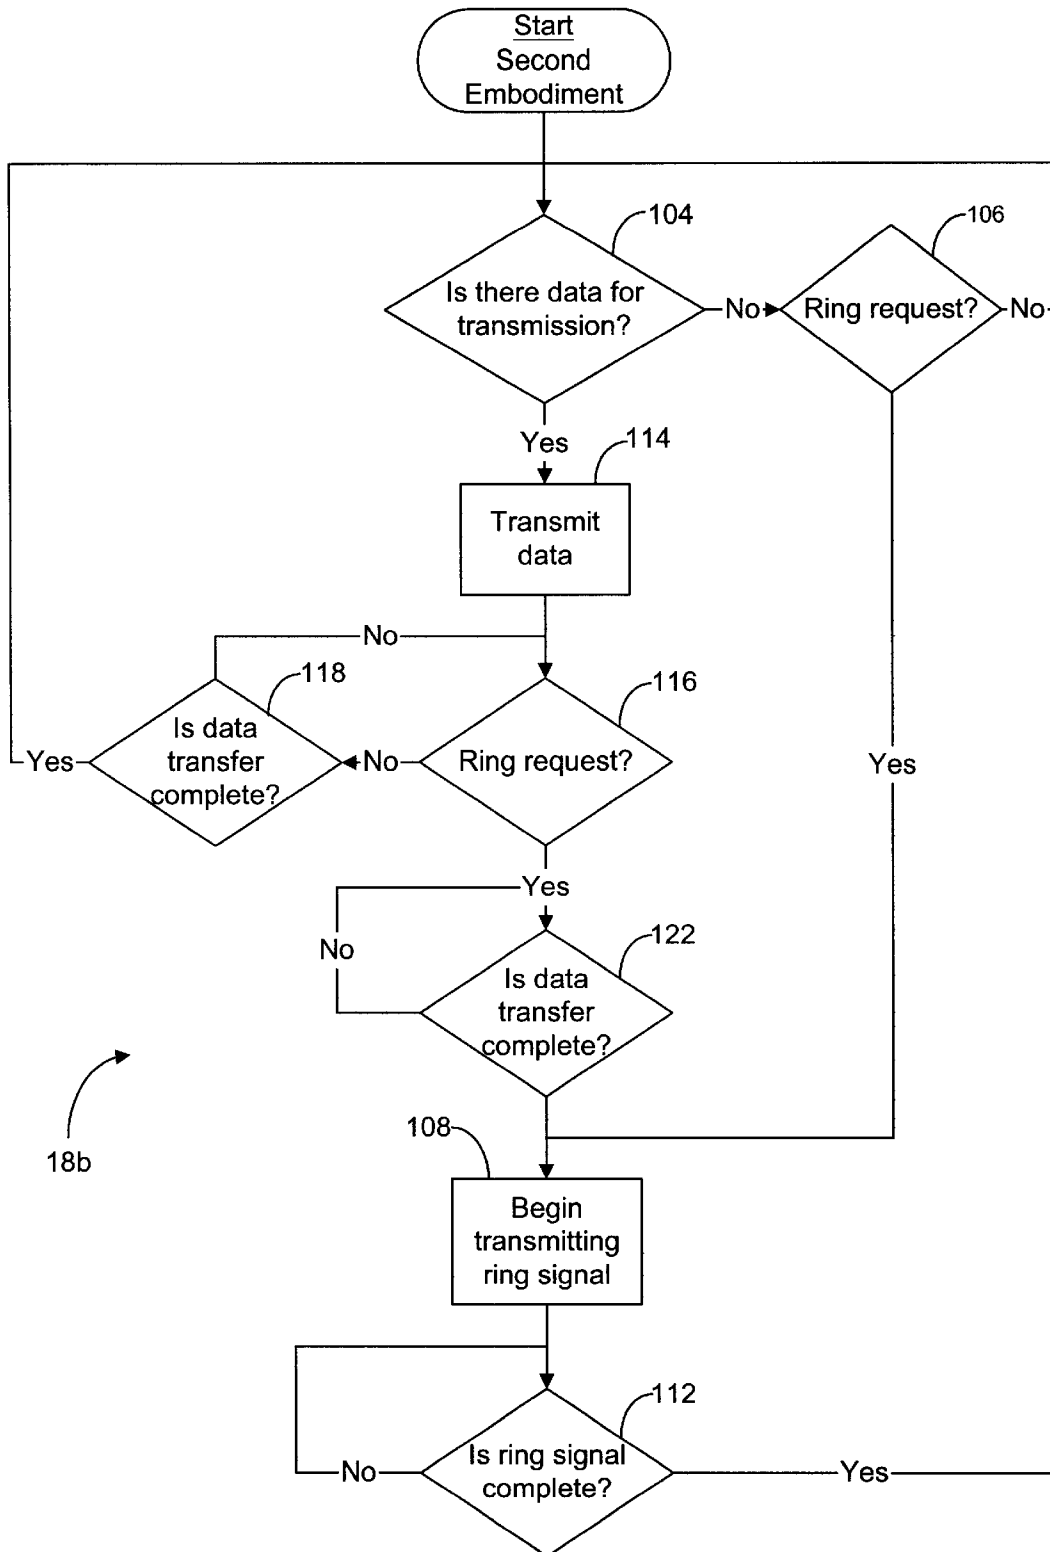 Start
Second
Embodiment
104
106
Is there data for
transmission?
No
Ring request?
No
Yes
114
Transmit
data
No
118
116
Is data
transfer
complete?
Yes
No
Ring request?
Yes
Yes
No
122
Is data
transfer
complete?
18b
108
Begin
transmitting
ring signal
112
Is ring signal
complete?
No
Yes